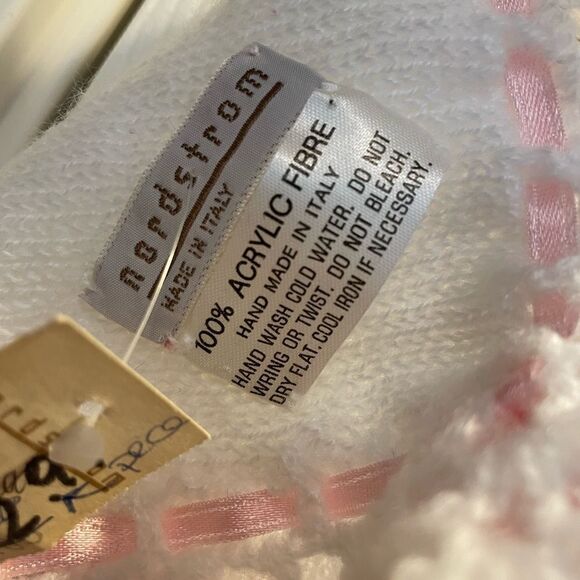 nordstrom
MADE IN ITALY
100% ACRYLIC FIBRE
HAND MADE IN ITALY
HAND WASH COLD WATER. DO NOT
WRING OR TWIST. DO NOT BLEACH.
DRY FLAT. COOL IRON IF NECESSARY.